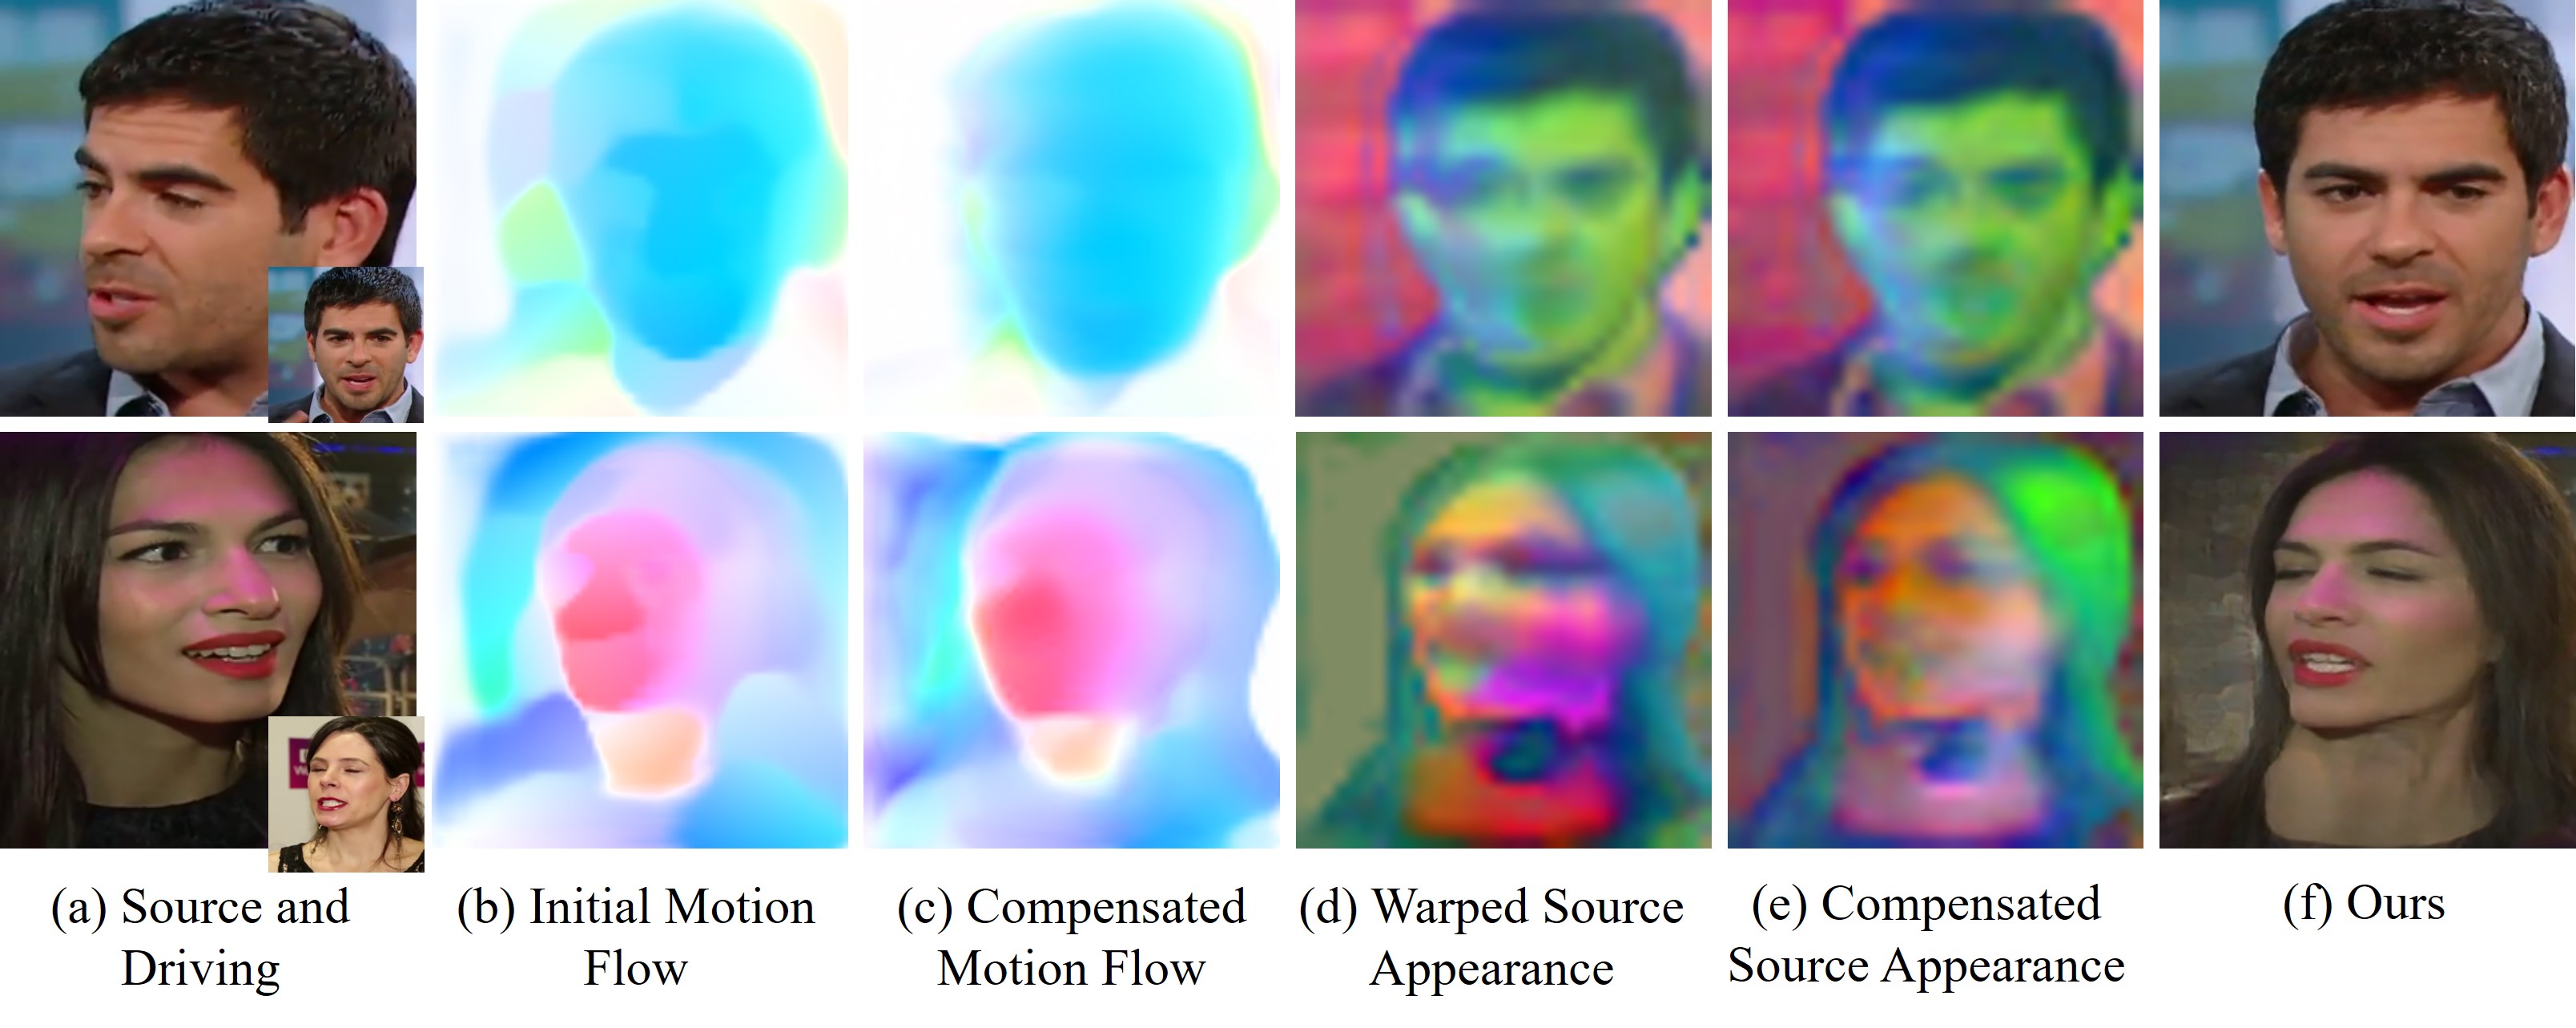 (a) Source and
Driving
(b) Initial Motion
Flow
(c) Compensated
Motion Flow
(d) Warped Source
Appearance
(e) Compensated
Source Appearance
(f) Ours